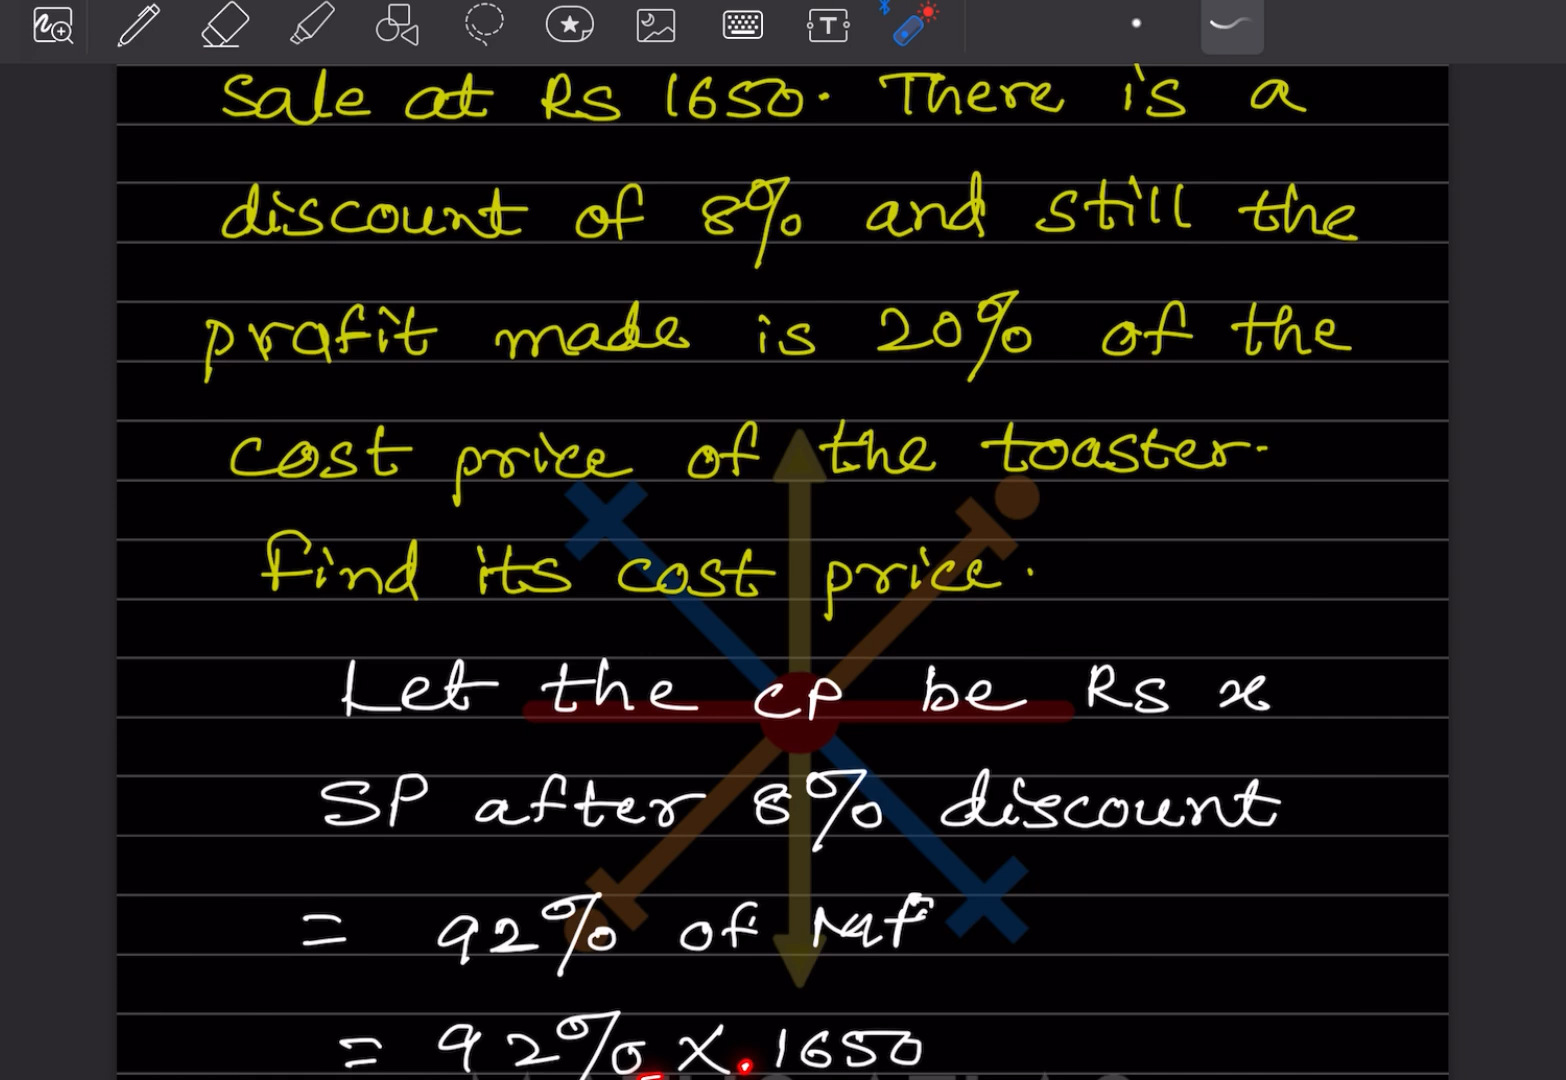 Sale at Rs 1650. There is a
discount of 8% and still the
profit made is 20% of the
cost price of the toaster.
Find its cost price.
Let the CP be Rs x
SP after 8% discount
= 92% of
= 92% × 1650